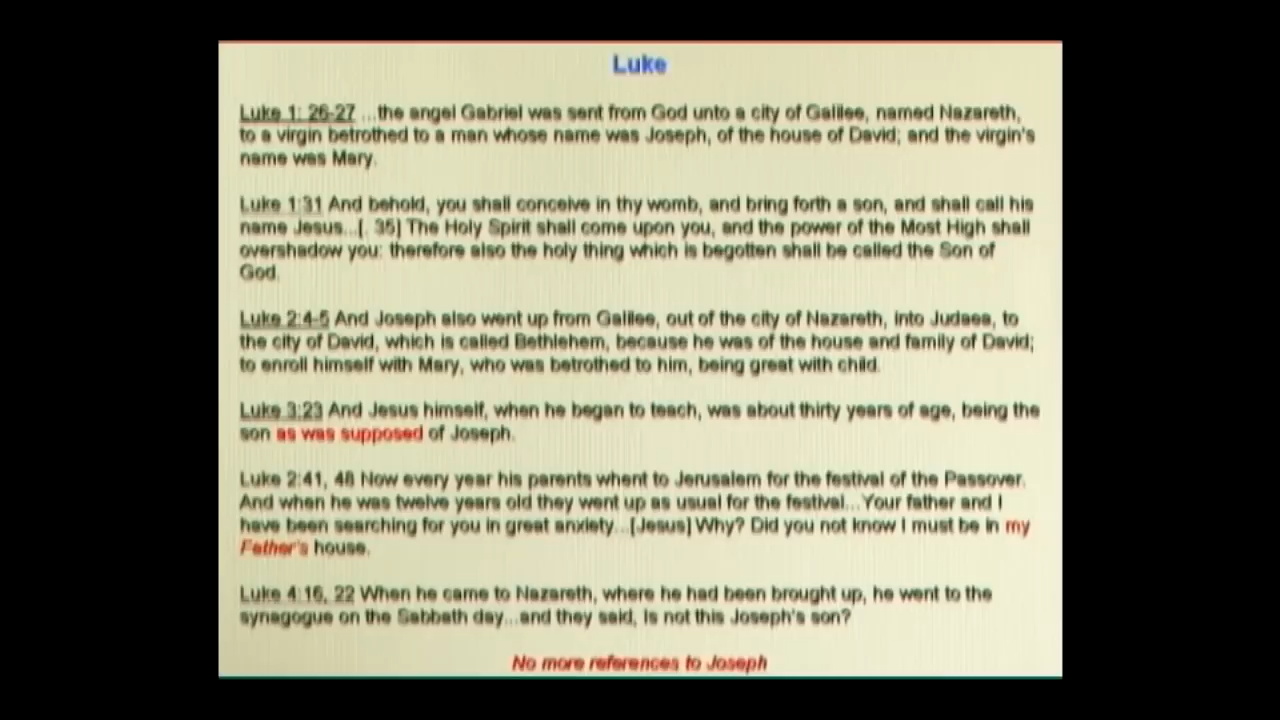 Luke
Luke 1: 26-27 ...the angel Gabriel was sent from God unto a city of Galilee, named Nazareth,
to a virgin betrothed to a man whose name was Joseph, of the house of David; and the virgin's
name was Mary.
Luke 1:31 And behold, you shall conceive in thy womb, and bring forth a son, and shall call his
name Jesus...[. 35] The Holy Spirit shall come upon you, and the power of the Most High shall
overshadow you: therefore also the holy thing which is begotten shall be called the Son of
God.
Luke 2:4-5 And Joseph also went up from Galilee, out of the city of Nazareth, into Judaea, to
the city of David, which is called Bethlehem, because he was of the house and family of David;
to enroll himself with Mary, who was betrothed to him, being great with child.
Luke 3:23 And Jesus himself, when he began to teach, was about thirty years of age, being the
son as was supposed of Joseph.
Luke 2:41, 48 Now every year his parents whent to Jerusalem for the festival of the Passover.
And when he was twelve years old they went up as usual for the festival...Your father and I
have been searching for you in great anxiety...[Jesus] Why? Did you not know I must be in my
Father's house.
Luke 4:16, 22 When he came to Nazareth, where he had been brought up, he went to the
synagogue on the Sabbath day...and they said, Is not this Joseph's son?
No more references to Joseph